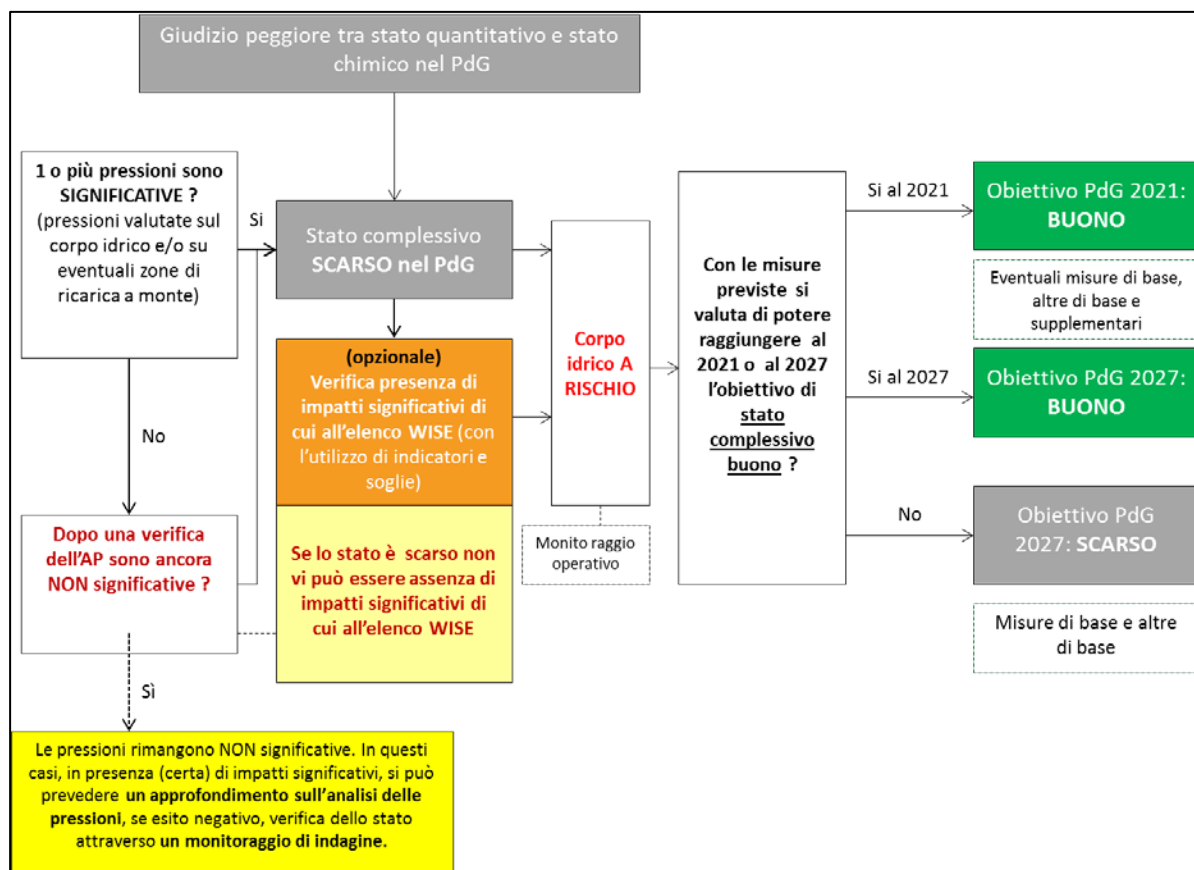 Giudizio peggiore tra stato quantitativo e stato
chimico nel PdG
1 o più pressioni sono
SIGNIFICATIVE ?
(pressioni valutate sul
corpo idrico e/o su
eventuali zone di
ricarica a monte)
Si
Stato complessivo
SCARSO nel PdG
(opzionale)
Verifica presenza di
impatti significativi di
cui all'elenco WISE (con
l'utilizzo di indicatori e
soglie)
Se lo stato è scarso non
vi può essere assenza di
impatti significativi di
cui all'elenco WISE
No
Dopo una verifica
dell'AP sono ancora
NON significative ?
Sì
Le pressioni rimangono NON significative. In questi
casi, in presenza (certa) di impatti significativi, si può
prevedere un approfondimento sull'analisi delle
pressioni, se esito negativo, verifica dello stato
attraverso un monitoraggio di indagine.
Corpo
idrico A
RISCHIO
Monito raggio
operativo
Con le misure
previste si
valuta di potere
raggiungere al
2021 o al 2027
l'obiettivo di
stato
complessivo
buono ?
Si al 2021
Obiettivo PdG 2021:
BUONO
Eventuali misure di base,
altre di base e
supplementari
Si al 2027
Obiettivo PdG 2027:
BUONO
No
Obiettivo PdG
2027: SCARSO
Misure di base e altre
di base